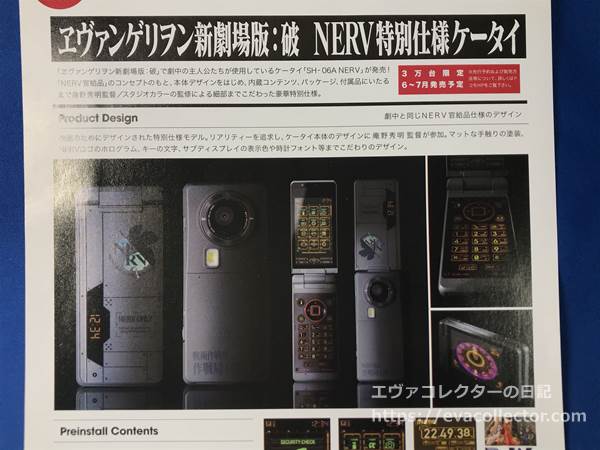 ヱヴァンゲリヲン新劇場版：破 NERV特別仕様ケータイ
「ヱヴァンゲリヲン新劇場版：破」で劇中の主人公たちが使用しているケータイ「SH-06A NERV」が発売！
「NERV官給品」のコンセプトのもと、本体デザインをはじめ、内蔵コンテンツ、パッケージ、付属品にいたる
まで庵野秀明監督／スタジオカラーの監修による細部までこだわった豪華特別仕様。
3万台限定
6～7月発売予定
Product Design
劇中と同じNERV官給品仕様のデザイン
のためにデザインされた特別仕様モデル。リアリティーを追求し、ケータイ本体のデザインに庵野秀明 監督が参加。マットな手触りの塗装、
NERVロゴのホログラム、キーの文字、サブディスプレイの表示色や時計フォント等までこだわりのデザイン。
12:34
作戦局
エヴァコレクターの日記
https://evacollector.com
Preinstall Contents
SECURITY CHECK
12:34
22:49.38